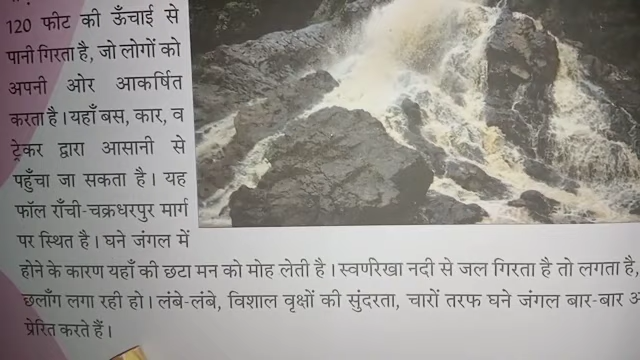 120 फीट की ऊँचाई से
पानी गिरता है, जो लोगों को
अपनी ओर आकर्षित
करता है। यहाँ बस, कार, व
ट्रेकर द्वारा आसानी से
पहुँचा जा सकता है। यह
फॉल राँची-चक्रधरपुर मार्ग
पर स्थित है। घने जंगल में
होने के कारण यहाँ की छटा मन को मोह लेती है। स्वर्णरेखा नदी से जल गिरता है तो लगता है,
छलाँग लगा रही हो। लंबे-लंबे, विशाल वृक्षों की सुंदरता, चारों तरफ घने जंगल बार-बार
प्रेरित करते हैं।